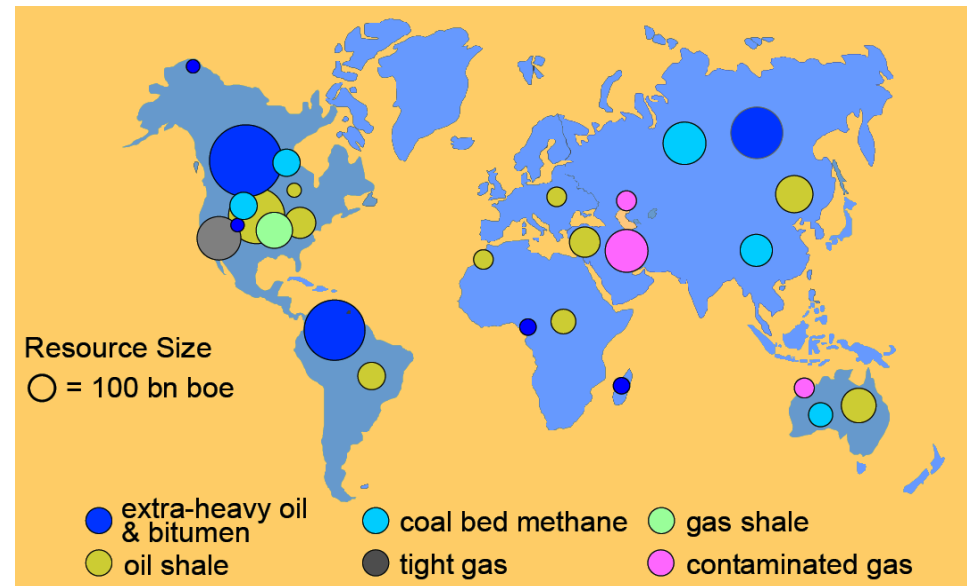 Resource Size
= 100 bn boe
extra-heavy oil
& bitumen
coal bed methane
gas shale
oil shale
tight gas
contaminated gas